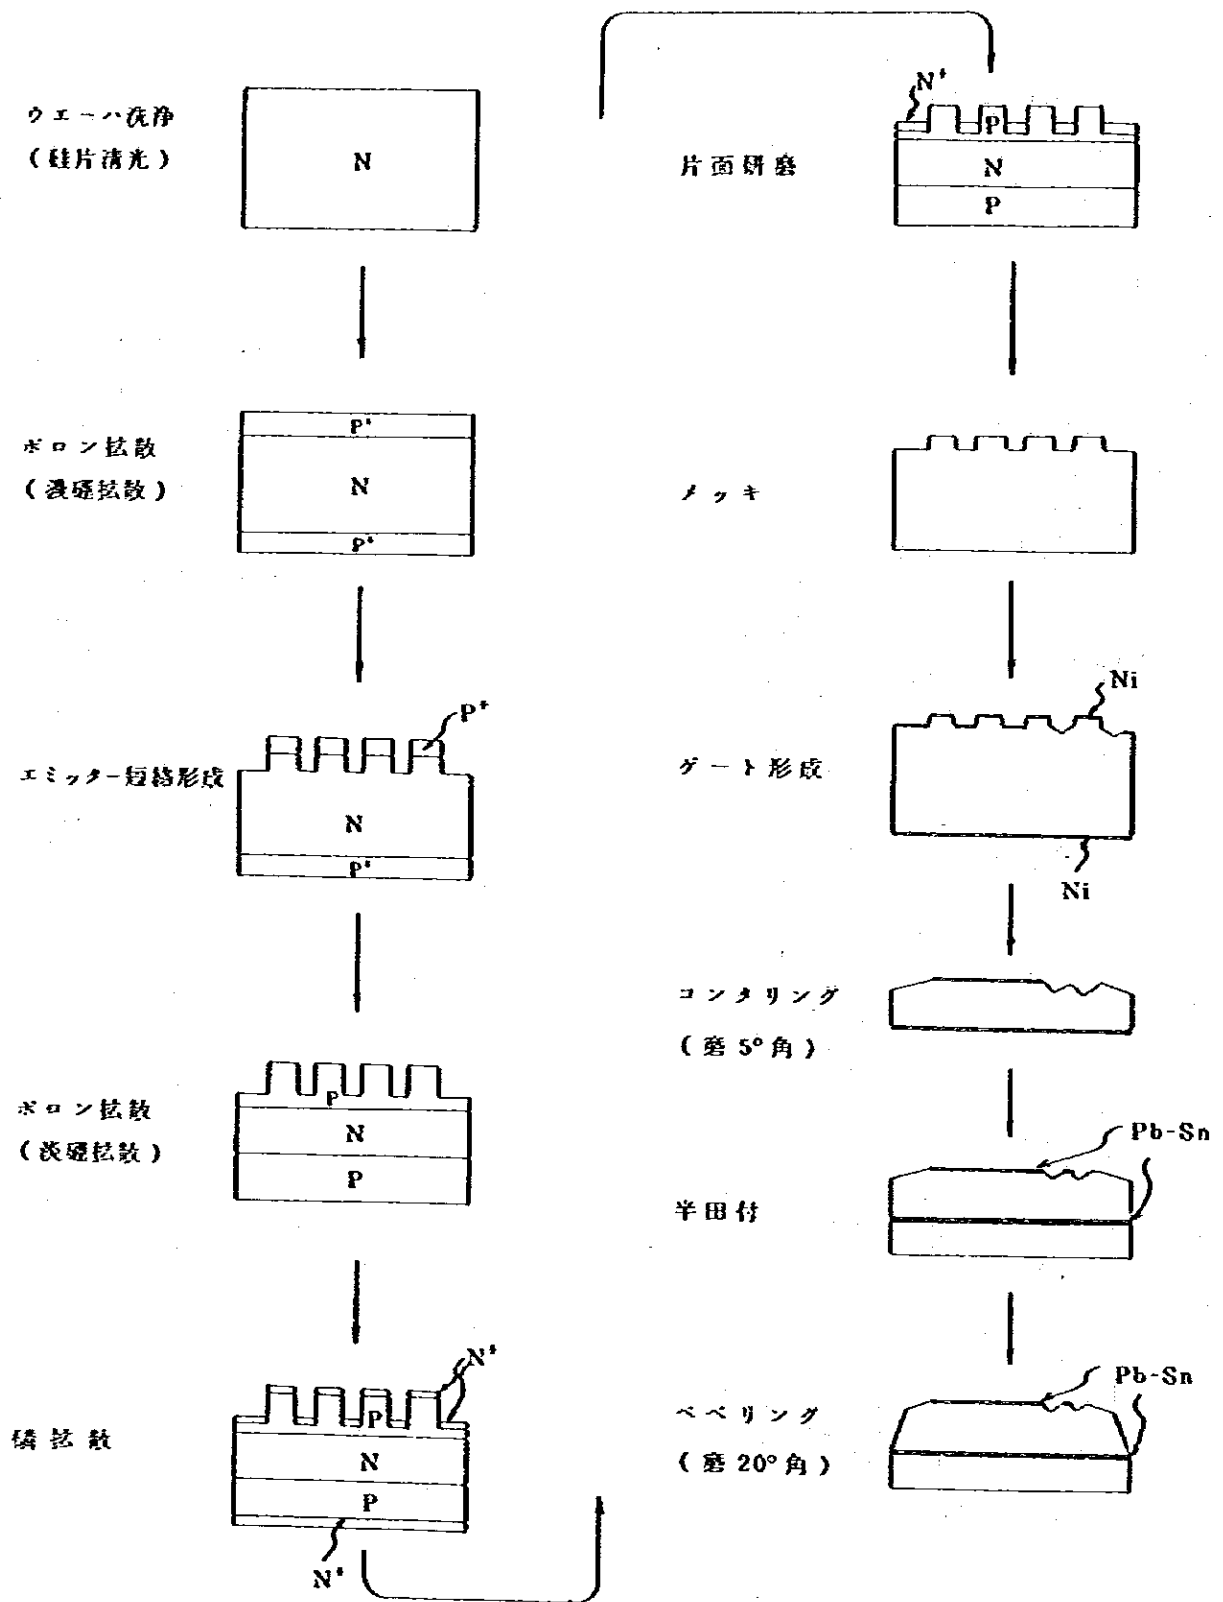 ウエーハ洗浄
(硅片清光)
N
ボロン拡散
(濃硼拡散)
P⁺
N
P⁺
エミッター短絡形成
P⁺
N
P⁺
ボロン拡散
(淡硼拡散)
P
N
P
燐拡散
N⁺
P
N
P
N⁺
片面研磨
N⁺
P
N
P
メッキ
ゲート形成
Ni
Ni
コンタリング
(磨5°角)
半田付
Pb-Sn
ベベリング
(磨20°角)
Pb-Sn